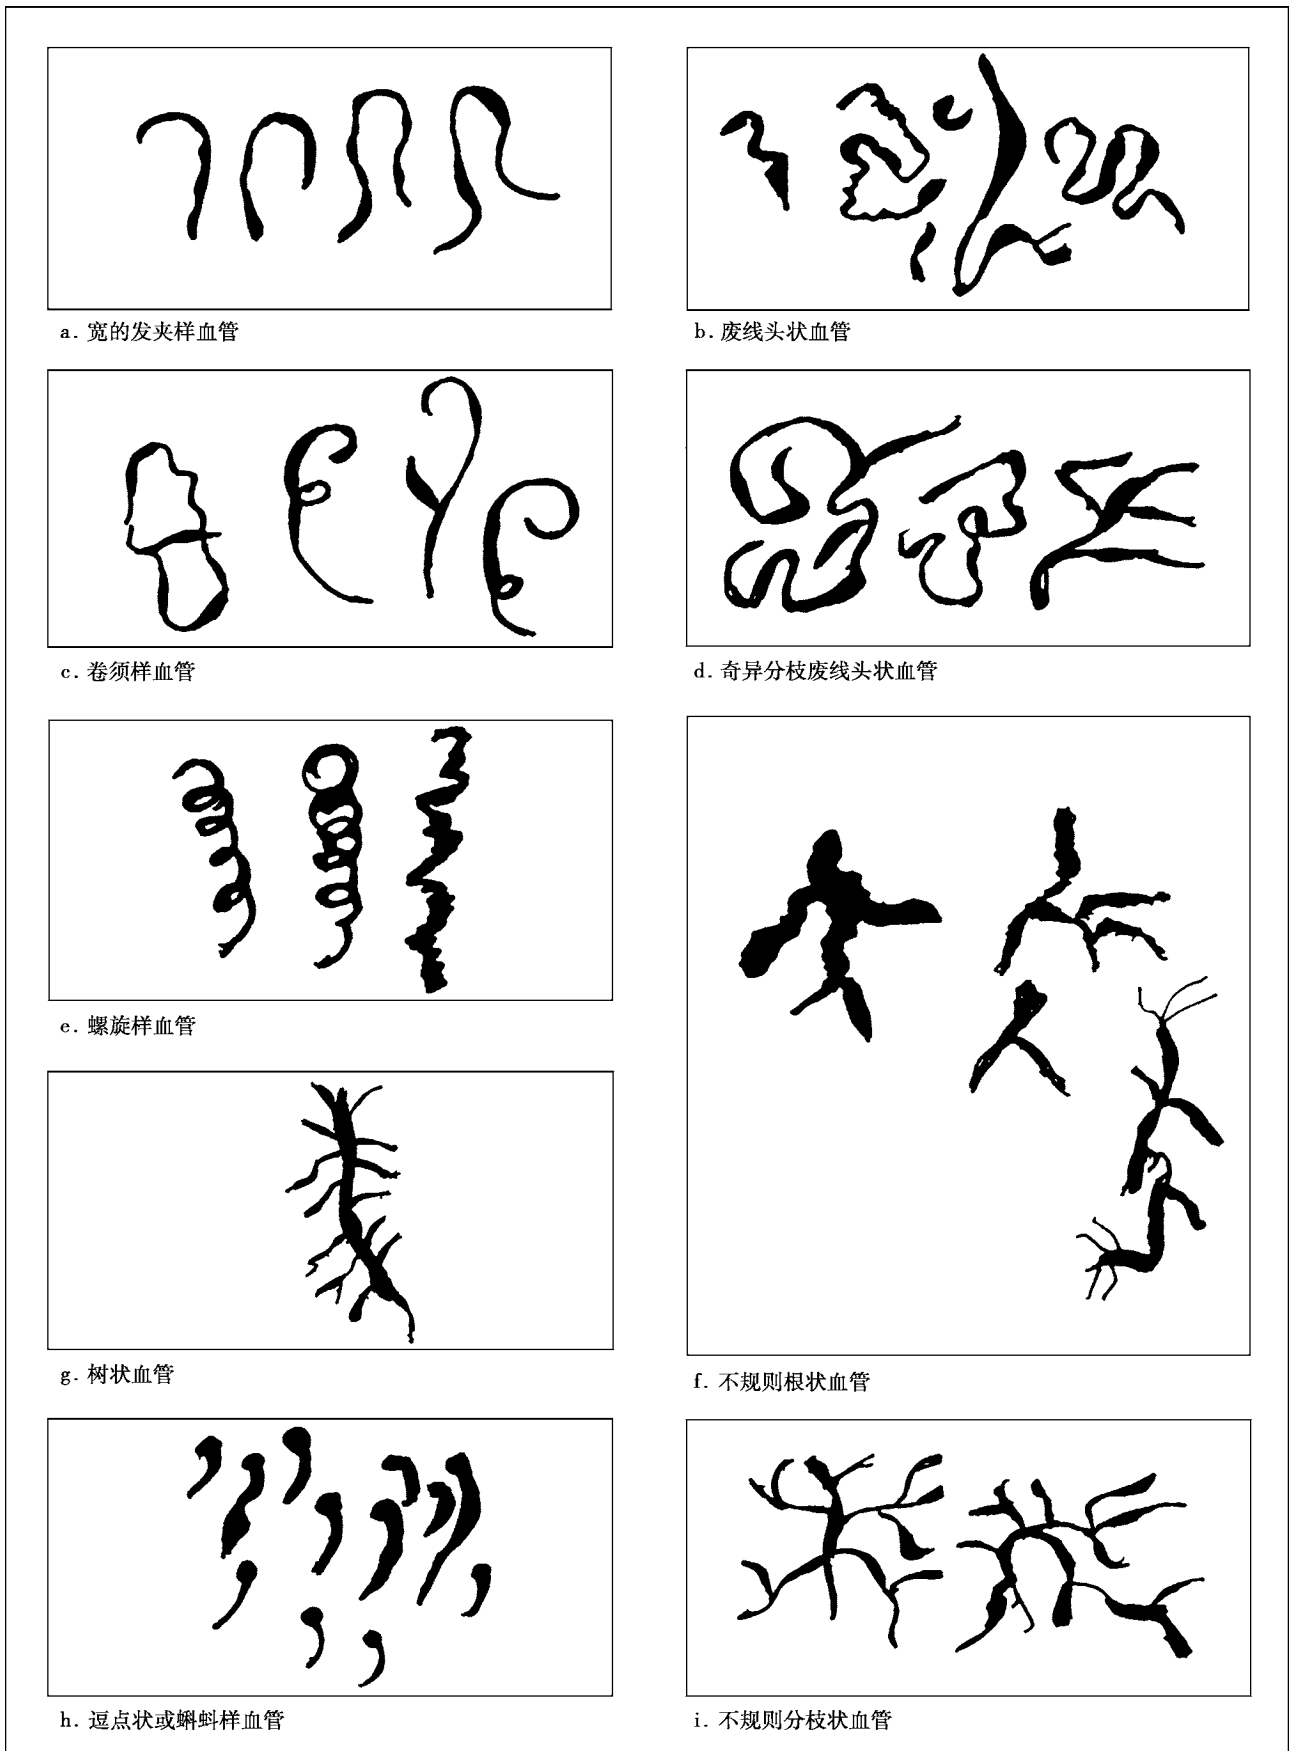 a. 宽的发夹样血管
b. 废线头状血管
c. 卷须样血管
d. 奇异分枝废线头状血管
e. 螺旋样血管
g. 树状血管
f. 不规则根状血管
h. 逗点状或蝌蚪样血管
i. 不规则分枝状血管